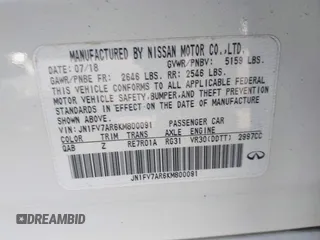 MANUFACTURED BY NISSAN MOTOR CO.,LTD.
DATE: 07/18 GVWR/PNBV: 5159 LBS.
GAWR/PNBE FR: 2646 LBS. RR: 2546 LBS.
THIS VEHICLE CONFORMS TO ALL APPLICABLE FEDERAL
MOTOR VEHICLE SAFETY,BUMPER,AND THEFT
PREVENTION STANDARDS IN EFFECT ON THE DATE OF
MANUFACTURE SHOWN ABOVE.
VIN: JN1FV7AR6KM800091 PASSENGER CAR
COLOR TRIM TRANS AXLE ENGINE
QAB Z RE7R01A RG31 VR30(DDTT) 2997CC
JN1FV7AR6KM800091
DREAMBID